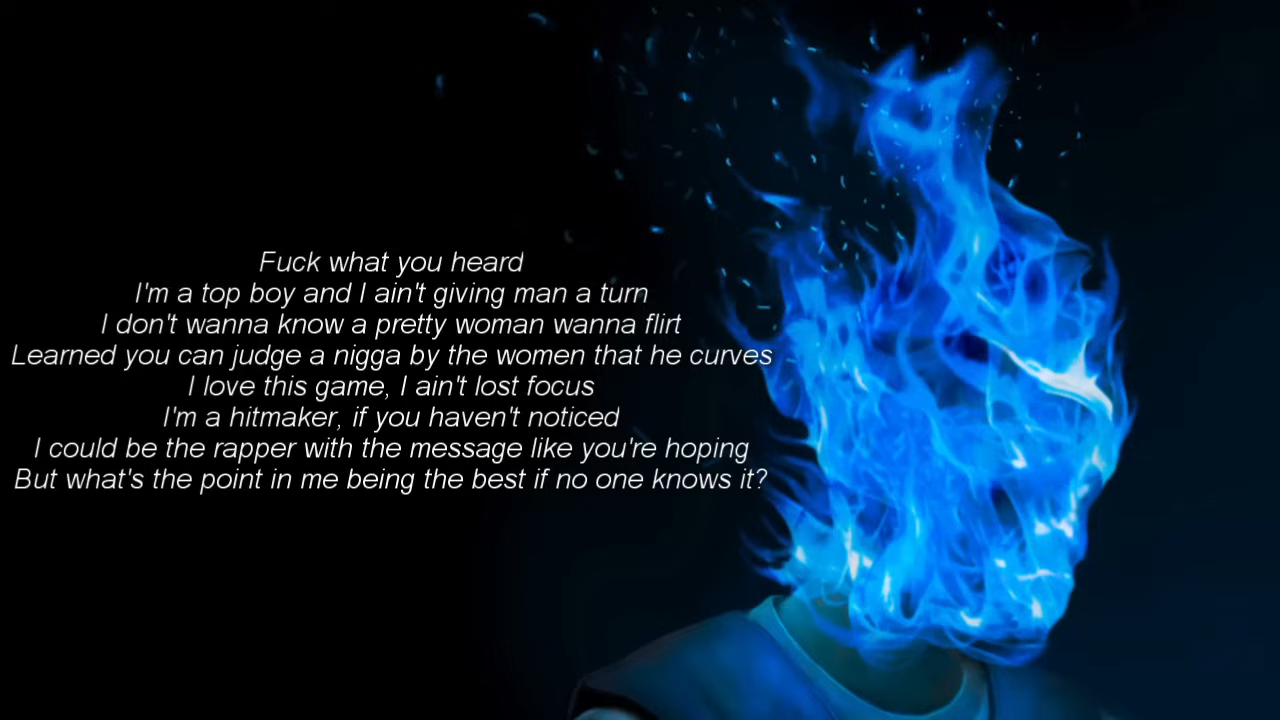 Fuck what you heard
I'm a top boy and I ain't giving man a turn
I don't wanna know a pretty woman wanna flirt
Learned you can judge a nigga by the women that he curves
I love this game, I ain't lost focus
I'm a hitmaker, if you haven't noticed
I could be the rapper with the message like you're hoping
But what's the point in me being the best if no one knows it?